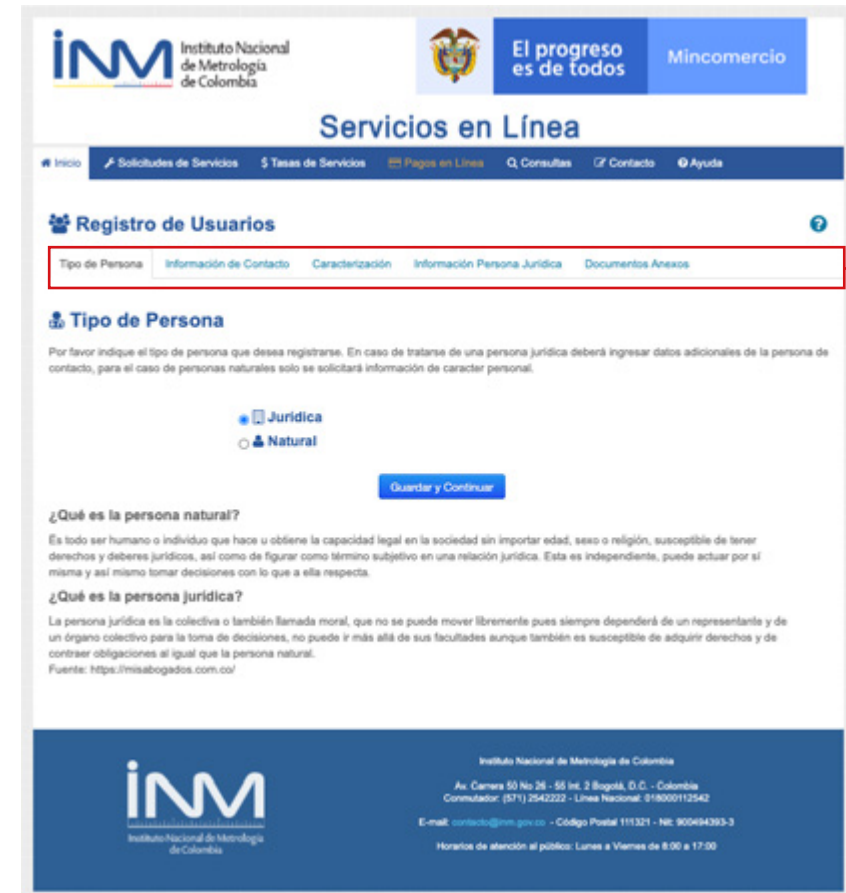 INM Instituto Nacional
de Metrología
de Colombia
El progreso
es de todos
Mincomercio
Servicios en Línea
Inicio Solicitudes de Servicios $ Tasas de Servicios Pagos en Línea Consultas Contacto Ayuda
Registro de Usuarios
Tipo de Persona Información de Contacto Caracterización Información Persona Jurídica Documentos Anexos
Tipo de Persona
Por favor indique el tipo de persona que desea registrarse. En caso de tratarse de una persona jurídica deberá ingresar datos adicionales de la persona de
contacto, para el caso de personas naturales solo se solicitará información de caracter personal.
Jurídica
Natural
Guardar y Continuar
¿Qué es la persona natural?
Es todo ser humano o individuo que hace u obtiene la capacidad legal en la sociedad sin importar edad, sexo o religión, susceptible de tener
derechos y deberes jurídicos, así como de figurar como término subjetivo en una relación jurídica. Esta es independiente, puede actuar por sí
misma y así mismo tomar decisiones con lo que a ella respecta.
¿Qué es la persona jurídica?
La persona jurídica es la colectiva o también llamada moral, que no se puede mover libremente pues siempre dependerá de un representante y de
un órgano colectivo para la toma de decisiones, no puede ir más allá de sus facultades aunque también es susceptible de adquirir derechos y de
contraer obligaciones al igual que la persona natural.
Fuente: https://misabogados.com.co/
INM
Instituto Nacional de Metrología
de Colombia
Instituto Nacional de Metrología de Colombia
Av. Carrera 50 No 26 - 55 Int. 2 Bogotá, D.C. - Colombia
Conmutador: (571) 2542222 - Línea Nacional: 018000112542
E-mail: contacto@inm.gov.co - Código Postal 111321 - Nit: 900494393-3
Horarios de atención al público: Lunes a Viernes de 8:00 a 17:00